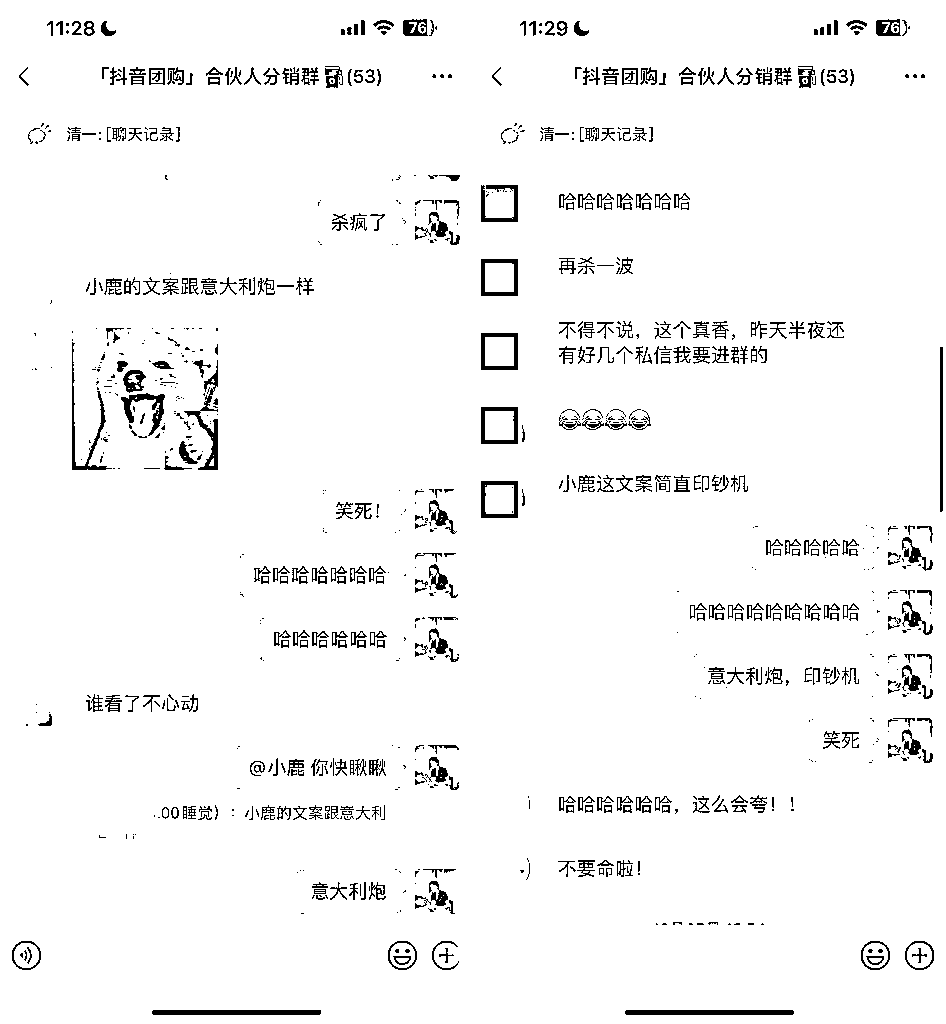 11:28
76
「抖音团购」合伙人分销群 (53)
清一: [聊天记录]
杀疯了
小鹿的文案跟意大利炮一样
笑死！
哈哈哈哈哈哈哈
哈哈哈哈哈哈
谁看了不心动
@小鹿 你快瞅瞅
.00睡觉）：小鹿的文案跟意大利
意大利炮
11:29
76
「抖音团购」合伙人分销群 (53)
清一: [聊天记录]
哈哈哈哈哈哈哈
再杀一波
不得不说，这个真香，昨天半夜还
有好几个私信我要进群的
😂😂😂😂
小鹿这文案简直印钞机
哈哈哈哈哈
哈哈哈哈哈哈哈哈哈
意大利炮，印钞机
笑死
哈哈哈哈哈哈，这么会夸！！
不要命啦！